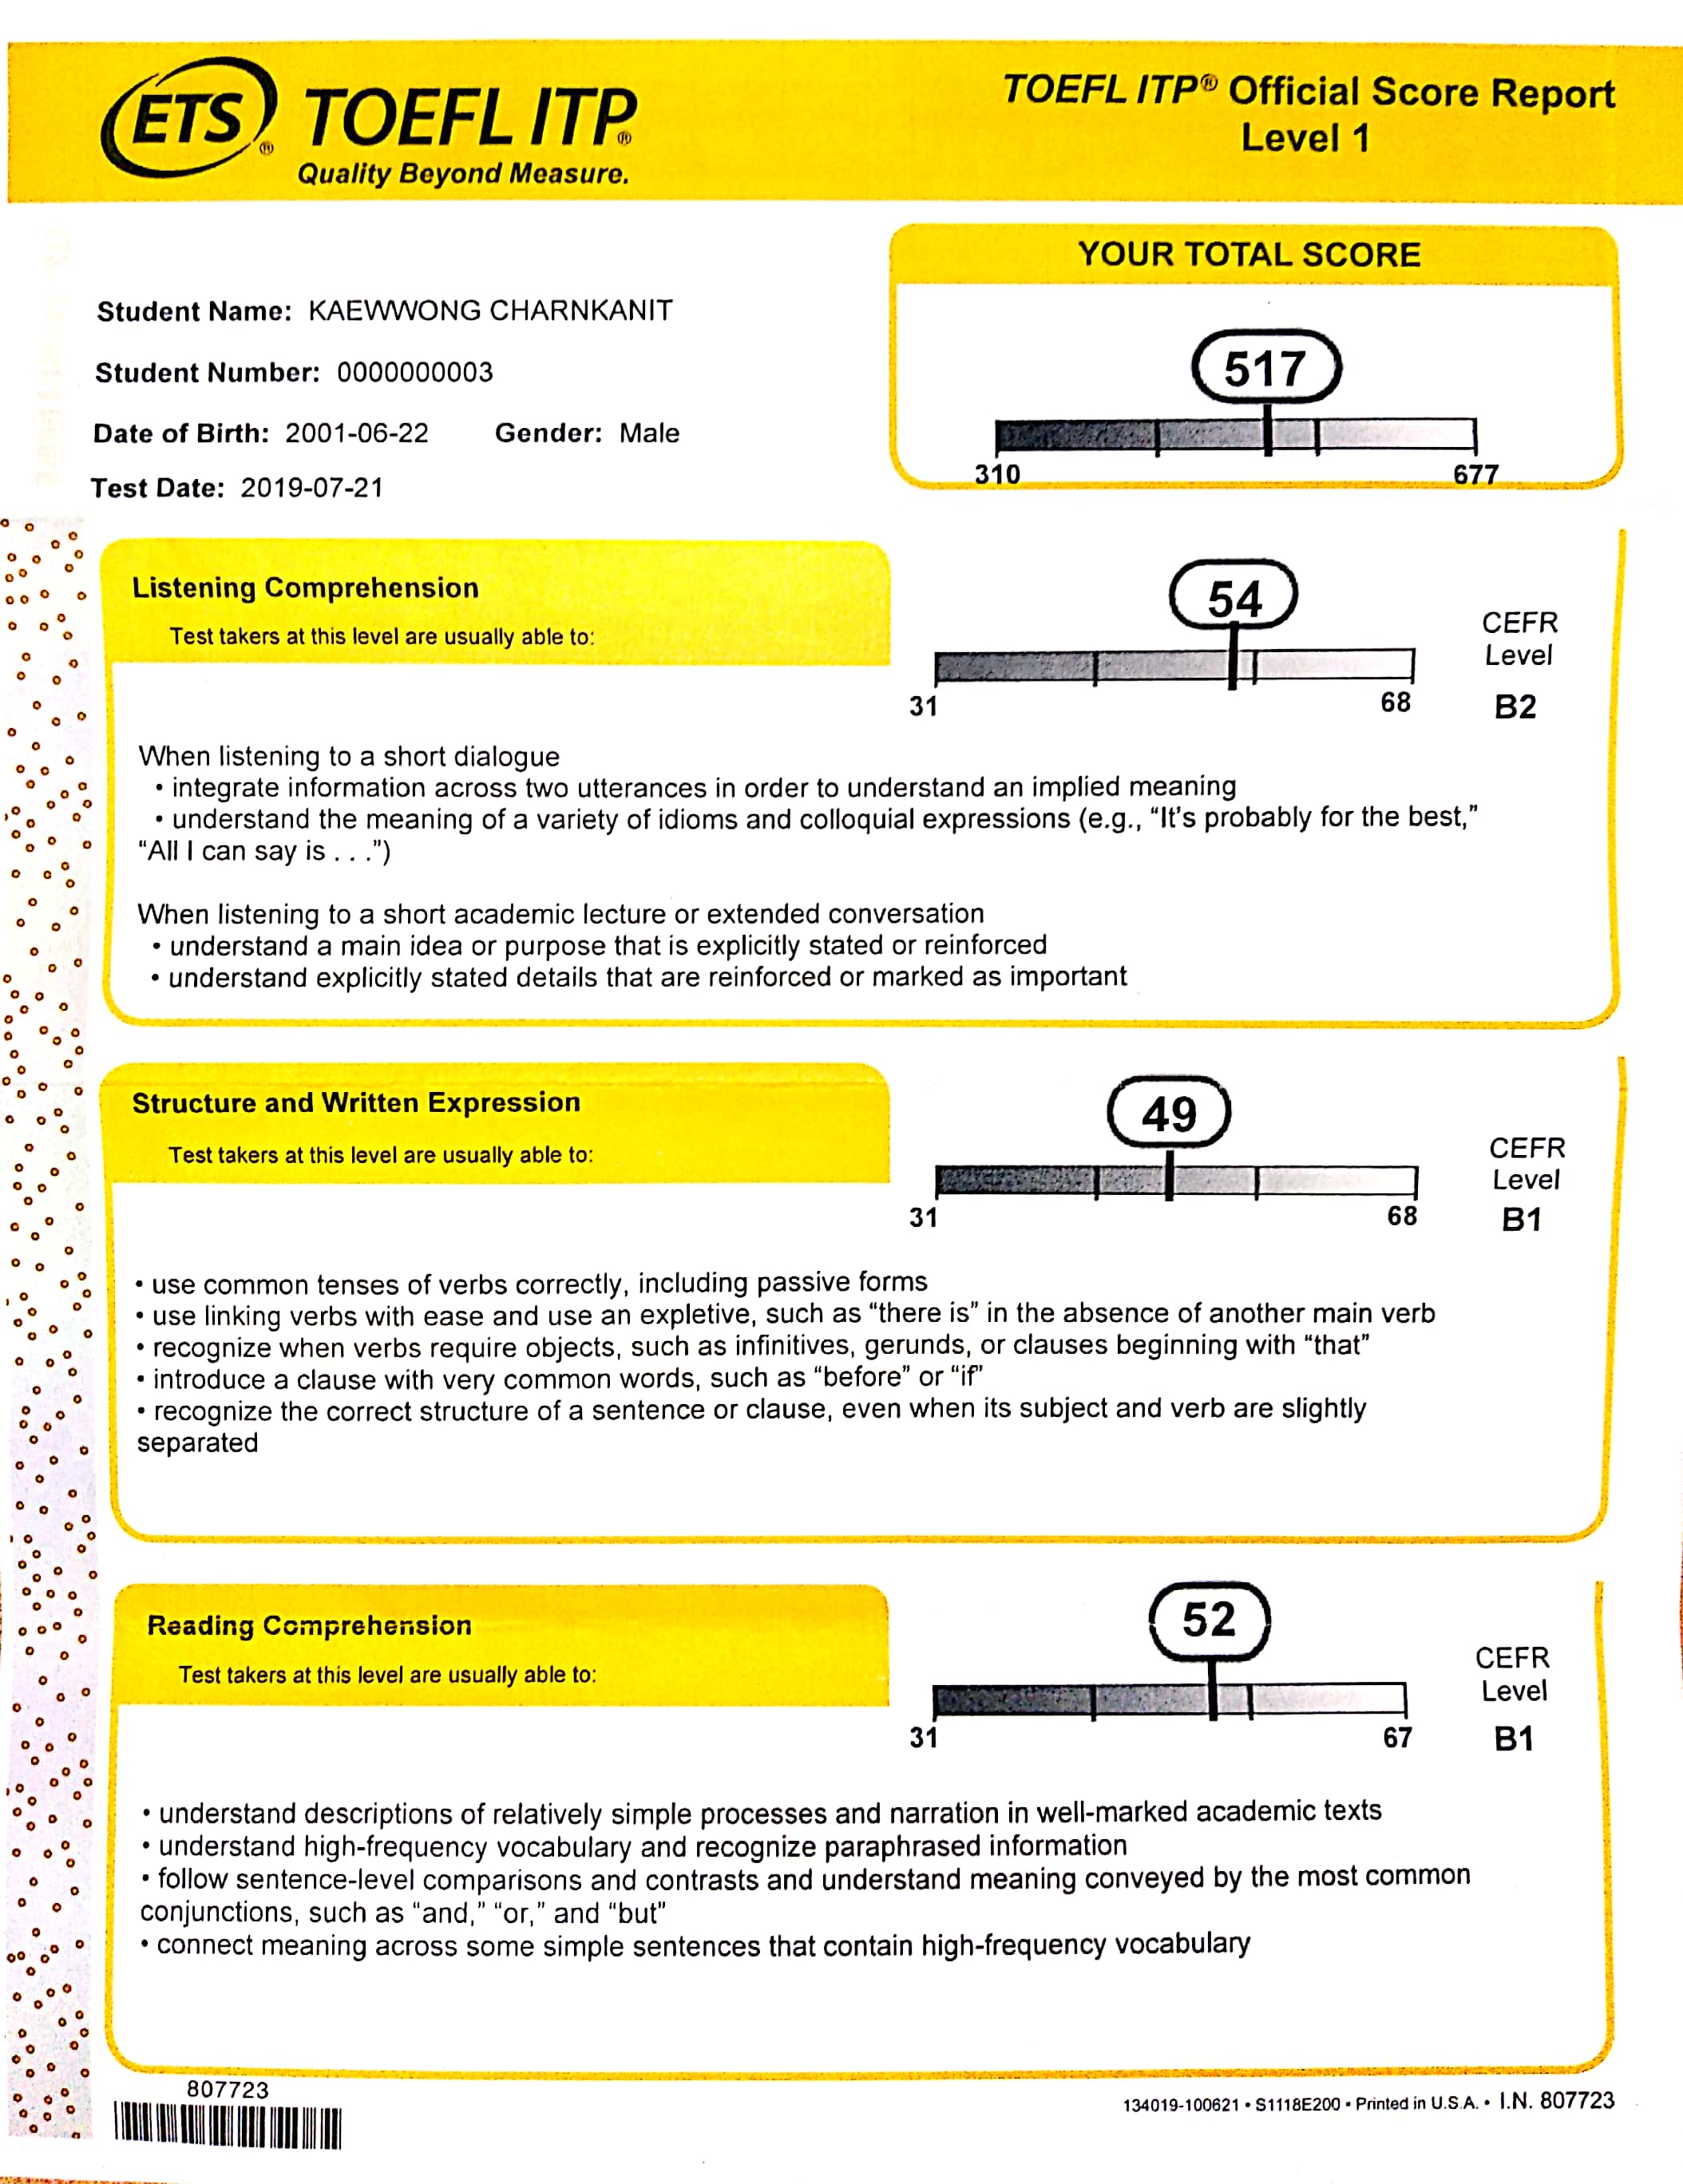 ETS® TOEFL ITP®
Quality Beyond Measure.
TOEFL ITP® Official Score Report
Level 1
Student Name: KAEWWONG CHARNKANIT
Student Number: 0000000003
Date of Birth: 2001-06-22 Gender: Male
Test Date: 2019-07-21
YOUR TOTAL SCORE
517
310 677
Listening Comprehension
Test takers at this level are usually able to:
54
31 68
CEFR
Level
B2
When listening to a short dialogue
• integrate information across two utterances in order to understand an implied meaning
• understand the meaning of a variety of idioms and colloquial expressions (e.g., “It’s probably for the best,”
“All I can say is . . .”)
When listening to a short academic lecture or extended conversation
• understand a main idea or purpose that is explicitly stated or reinforced
• understand explicitly stated details that are reinforced or marked as important
Structure and Written Expression
Test takers at this level are usually able to:
49
31 68
CEFR
Level
B1
• use common tenses of verbs correctly, including passive forms
• use linking verbs with ease and use an expletive, such as “there is” in the absence of another main verb
• recognize when verbs require objects, such as infinitives, gerunds, or clauses beginning with “that”
• introduce a clause with very common words, such as “before” or “if”
• recognize the correct structure of a sentence or clause, even when its subject and verb are slightly
separated
Reading Comprehension
Test takers at this level are usually able to:
52
31 67
CEFR
Level
B1
• understand descriptions of relatively simple processes and narration in well-marked academic texts
• understand high-frequency vocabulary and recognize paraphrased information
• follow sentence-level comparisons and contrasts and understand meaning conveyed by the most common
conjunctions, such as “and,” “or,” and “but”
• connect meaning across some simple sentences that contain high-frequency vocabulary
807723
134019-100621 • S1118E200 • Printed in U.S.A. • I.N. 807723